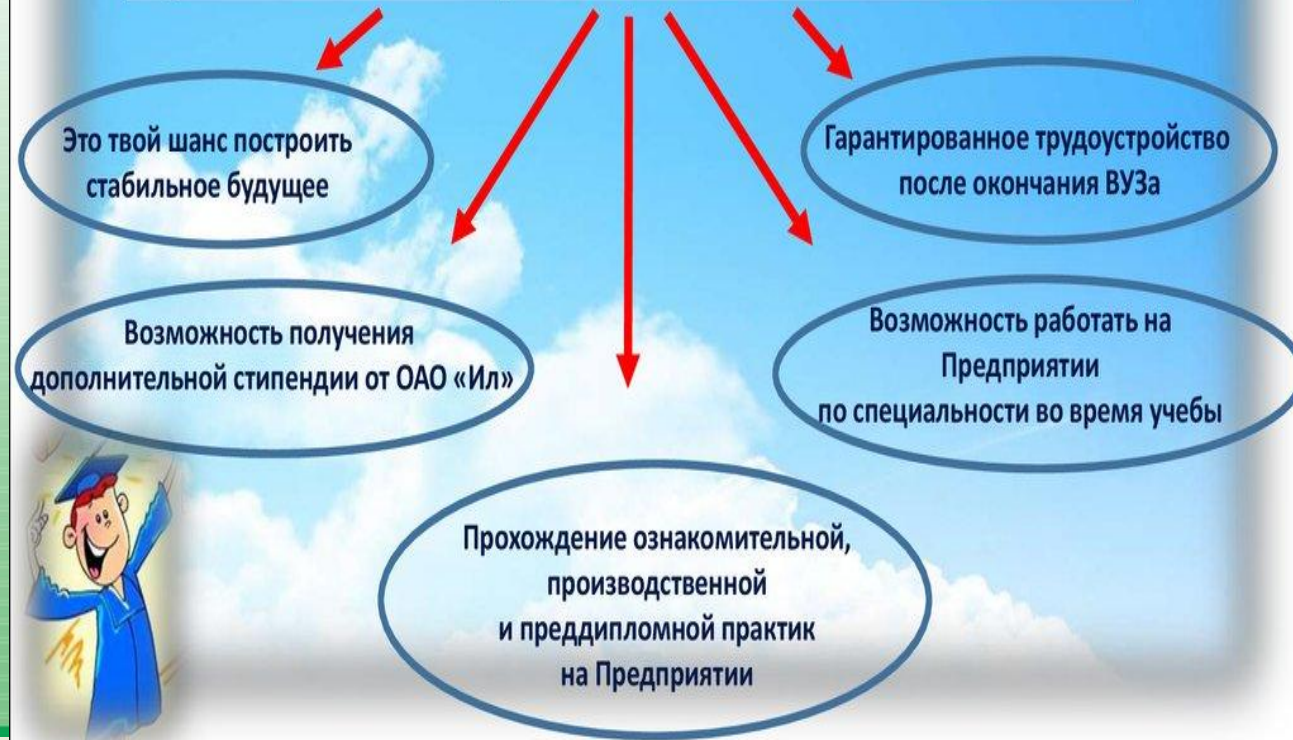 Это твой шанс построить
стабильное будущее
Гарантированное трудоустройство
после окончания ВУЗа
Возможность получения
дополнительной стипендии от ОАО «Ил»
Возможность работать на
Предприятии
по специальности во время учебы
Прохождение ознакомительной,
производственной
и преддипломной практик
на Предприятии